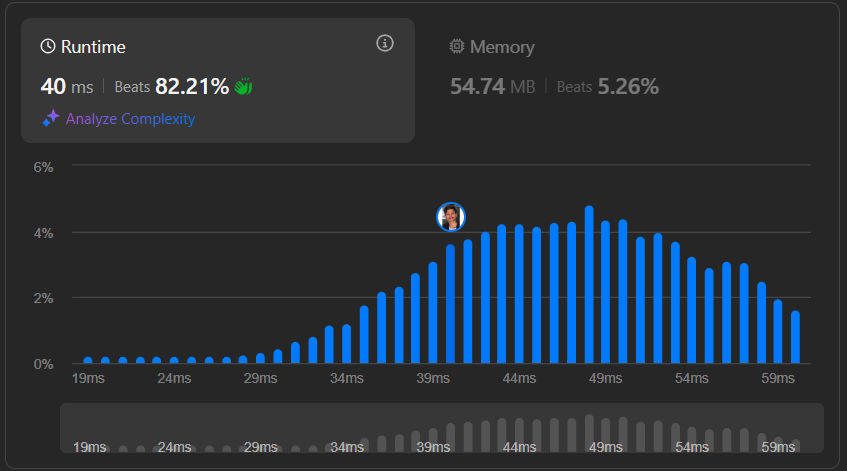 Runtime
40 ms | Beats 82.21%
Analyze Complexity
Memory
54.74 MB | Beats 5.26%
6%
4%
2%
0%
19ms 24ms 29ms 34ms 39ms 44ms 49ms 54ms 59ms
19ms 24ms 29ms 34ms 39ms 44ms 49ms 54ms 59ms